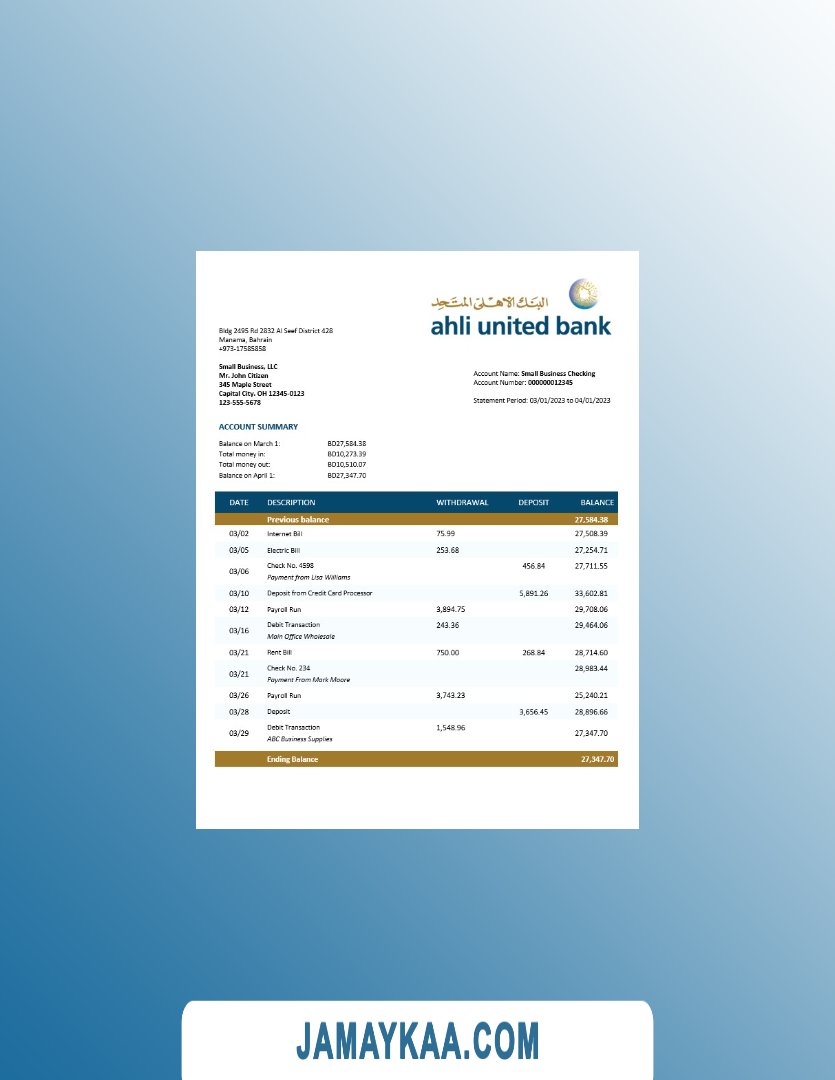 البنك الأهلي المتحد
ahli united bank
Bldg 2495 Rd 2832 Al Seef District 428
Manama, Bahrain
+973-17585858
Small Business, LLC
Mr. John Citizen
345 Maple Street
Capital City, OH 12345-0123
123-555-5678
Account Name: Small Business Checking
Account Number: 000000012345
Statement Period: 03/01/2023 to 04/01/2023
ACCOUNT SUMMARY
Balance on March 1: BD27,584.38
Total money in: BD10,273.39
Total money out: BD10,510.07
Balance on April 1: BD27,347.70
DATE DESCRIPTION WITHDRAWAL DEPOSIT BALANCE
Previous balance 27,584.38
03/02 Internet Bill 75.99 27,508.39
03/05 Electric Bill 253.68 27,254.71
03/06 Check No. 4598 456.84 27,711.55
Payment from Lisa Williams
03/10 Deposit from Credit Card Processor 5,891.26 33,602.81
03/12 Payroll Run 3,894.75 29,708.06
03/16 Debit Transaction 243.36 29,464.06
Main Office Wholesale
03/21 Rent Bill 750.00 268.84 28,714.60
03/21 Check No. 234 28,983.44
Payment From Mark Moore
03/26 Payroll Run 3,743.23 25,240.21
03/28 Deposit 3,656.45 28,896.66
03/29 Debit Transaction 1,548.96 27,347.70
ABC Business Supplies
Ending Balance 27,347.70
JAMAYKAA.COM